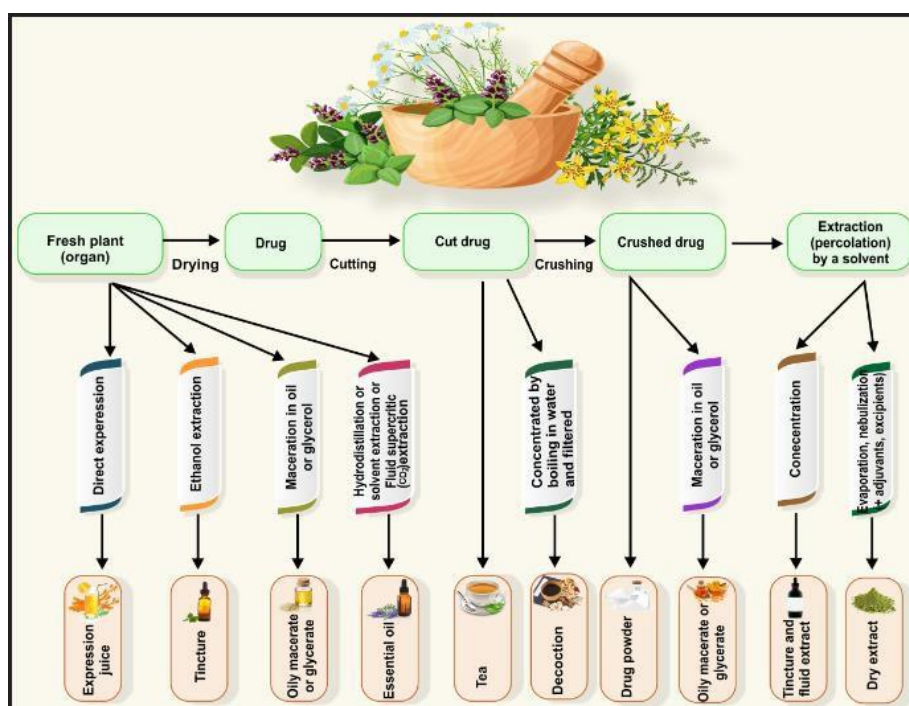 Fresh plant
(organ)
Drying
Drug
Cutting
Cut drug
Crushing
Crushed drug
Extraction
(percolation)
by a solvent
Direct experession
Ethanol extraction
Maceration in oil
or glycerol
Hydrodistillation or
solvent extraction or
Fluid supercritic
(CO₂)extraction
Concentrated by
boiling in water
and filtered
Maceration in oil
or glycerol
Conecentration
Evaporation, nebulization
(+ adjuvants, excipients)
Expression
juice
Tincture
Oily macerate
or glycerate
Essential oil
Tea
Decoction
Drug powder
Oily macerate or
glycerate
Tincture and
fluid extract
Dry extract